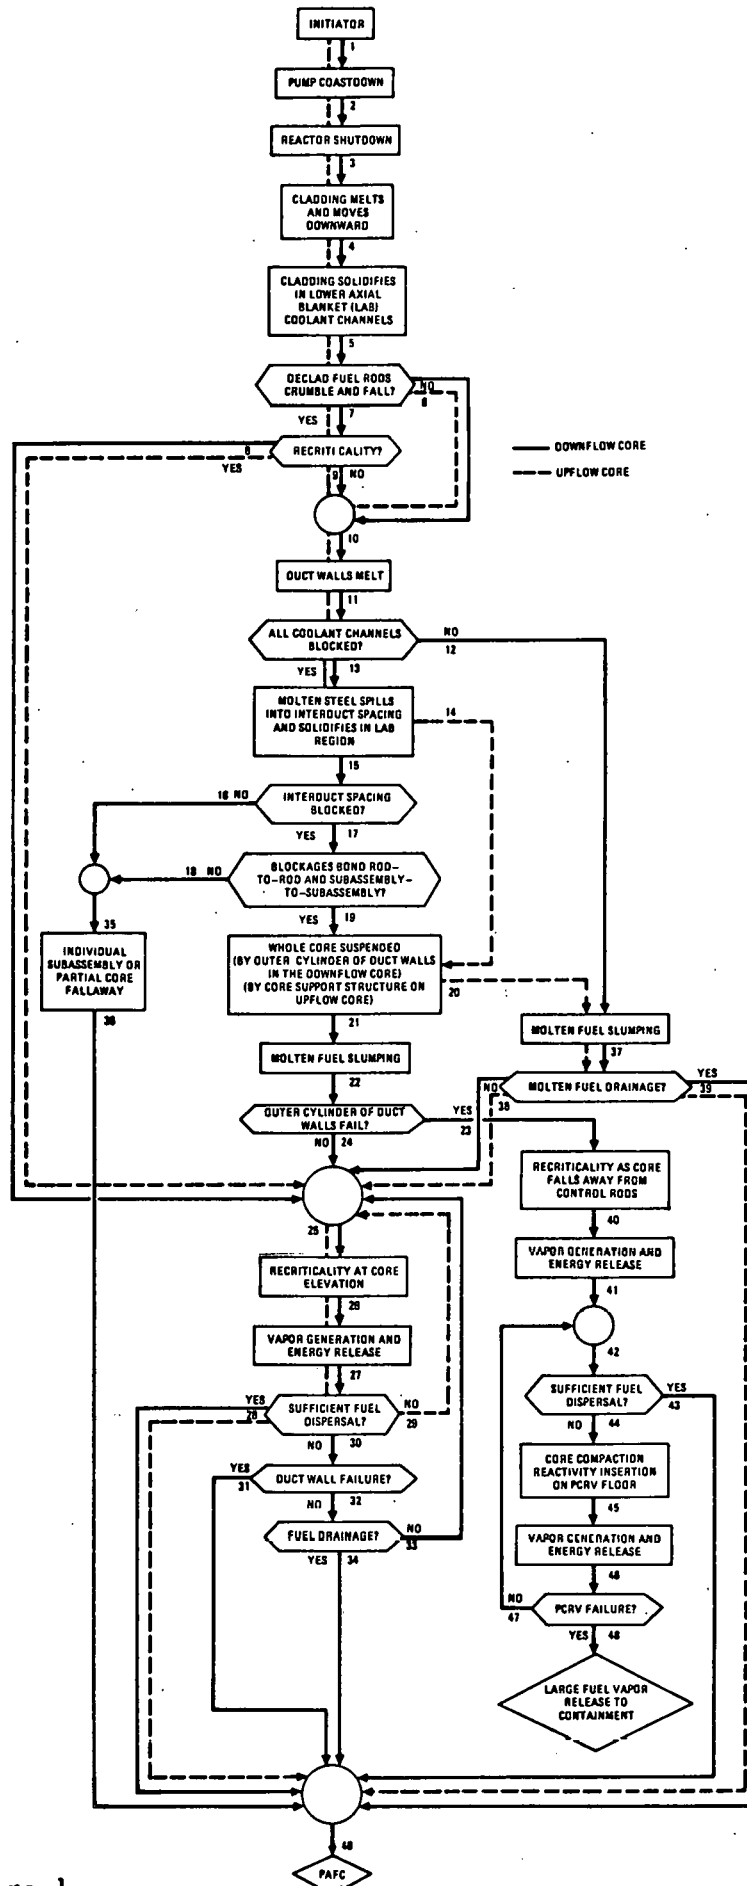 INITIATOR
1
PUMP COASTDOWN
2
REACTOR SHUTDOWN
3
CLADDING MELTS
AND MOVES
DOWNWARD
4
CLADDING SOLIDIFIES
IN LOWER AXIAL
BLANKET (LAB)
COOLANT CHANNELS
5
DECLAD FUEL RODS
CRUMBLE AND FALL?
NO
YES
7
RECRITICALITY?
YES
9
NO
DOWNFLOW CORE
UPFLOW CORE
10
DUCT WALLS MELT
11
ALL COOLANT CHANNELS
BLOCKED?
NO
12
YES
13
MOLTEN STEEL SPILLS
INTO INTERDUCT SPACING
AND SOLIDIFIES IN LAB
REGION
14
15
INTERDUCT SPACING
BLOCKED?
16 NO
YES
17
BLOCKAGES BOND ROD-
TO-ROD AND SUBASSEMBLY-
TO-SUBASSEMBLY?
18 NO
YES
19
35
INDIVIDUAL
SUBASSEMBLY OR
PARTIAL CORE
FALLAWAY
36
WHOLE CORE SUSPENDED
(BY OUTER CYLINDER OF DUCT WALLS
IN THE DOWNFLOW CORE)
(BY CORE SUPPORT STRUCTURE ON
UPFLOW CORE)
20
21
MOLTEN FUEL SLUMPING
37
MOLTEN FUEL SLUMPING
22
MOLTEN FUEL DRAINAGE?
NO
38
YES
39
OUTER CYLINDER OF DUCT
WALLS FAIL?
YES
23
NO
24
RECRITICALITY AS CORE
FALLS AWAY FROM
CONTROL RODS
40
25
RECRITICALITY AT CORE
ELEVATION
26
VAPOR GENERATION AND
ENERGY RELEASE
41
VAPOR GENERATION AND
ENERGY RELEASE
27
42
SUFFICIENT FUEL
DISPERSAL?
YES
28
NO
29
NO
30
SUFFICIENT FUEL
DISPERSAL?
YES
43
NO
44
DUCT WALL FAILURE?
YES
31
NO
32
CORE COMPACTION
REACTIVITY INSERTION
ON PCRV FLOOR
45
FUEL DRAINAGE?
NO
33
YES
34
VAPOR GENERATION AND
ENERGY RELEASE
46
PCRV FAILURE?
NO
47
YES
48
LARGE FUEL VAPOR
RELEASE TO
CONTAINMENT
49
PAFC